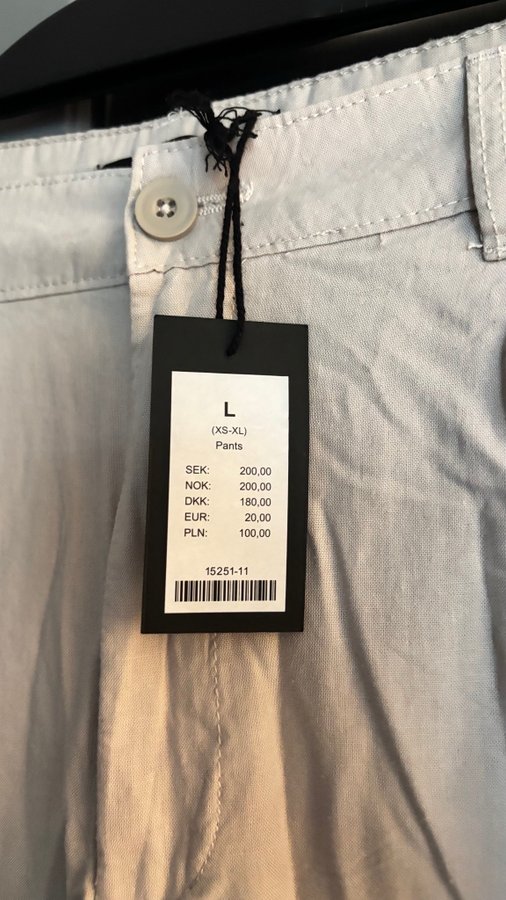 L
(XS-XL)
Pants
SEK: 200,00
NOK: 200,00
DKK: 180,00
EUR: 20,00
PLN: 100,00
15251-11